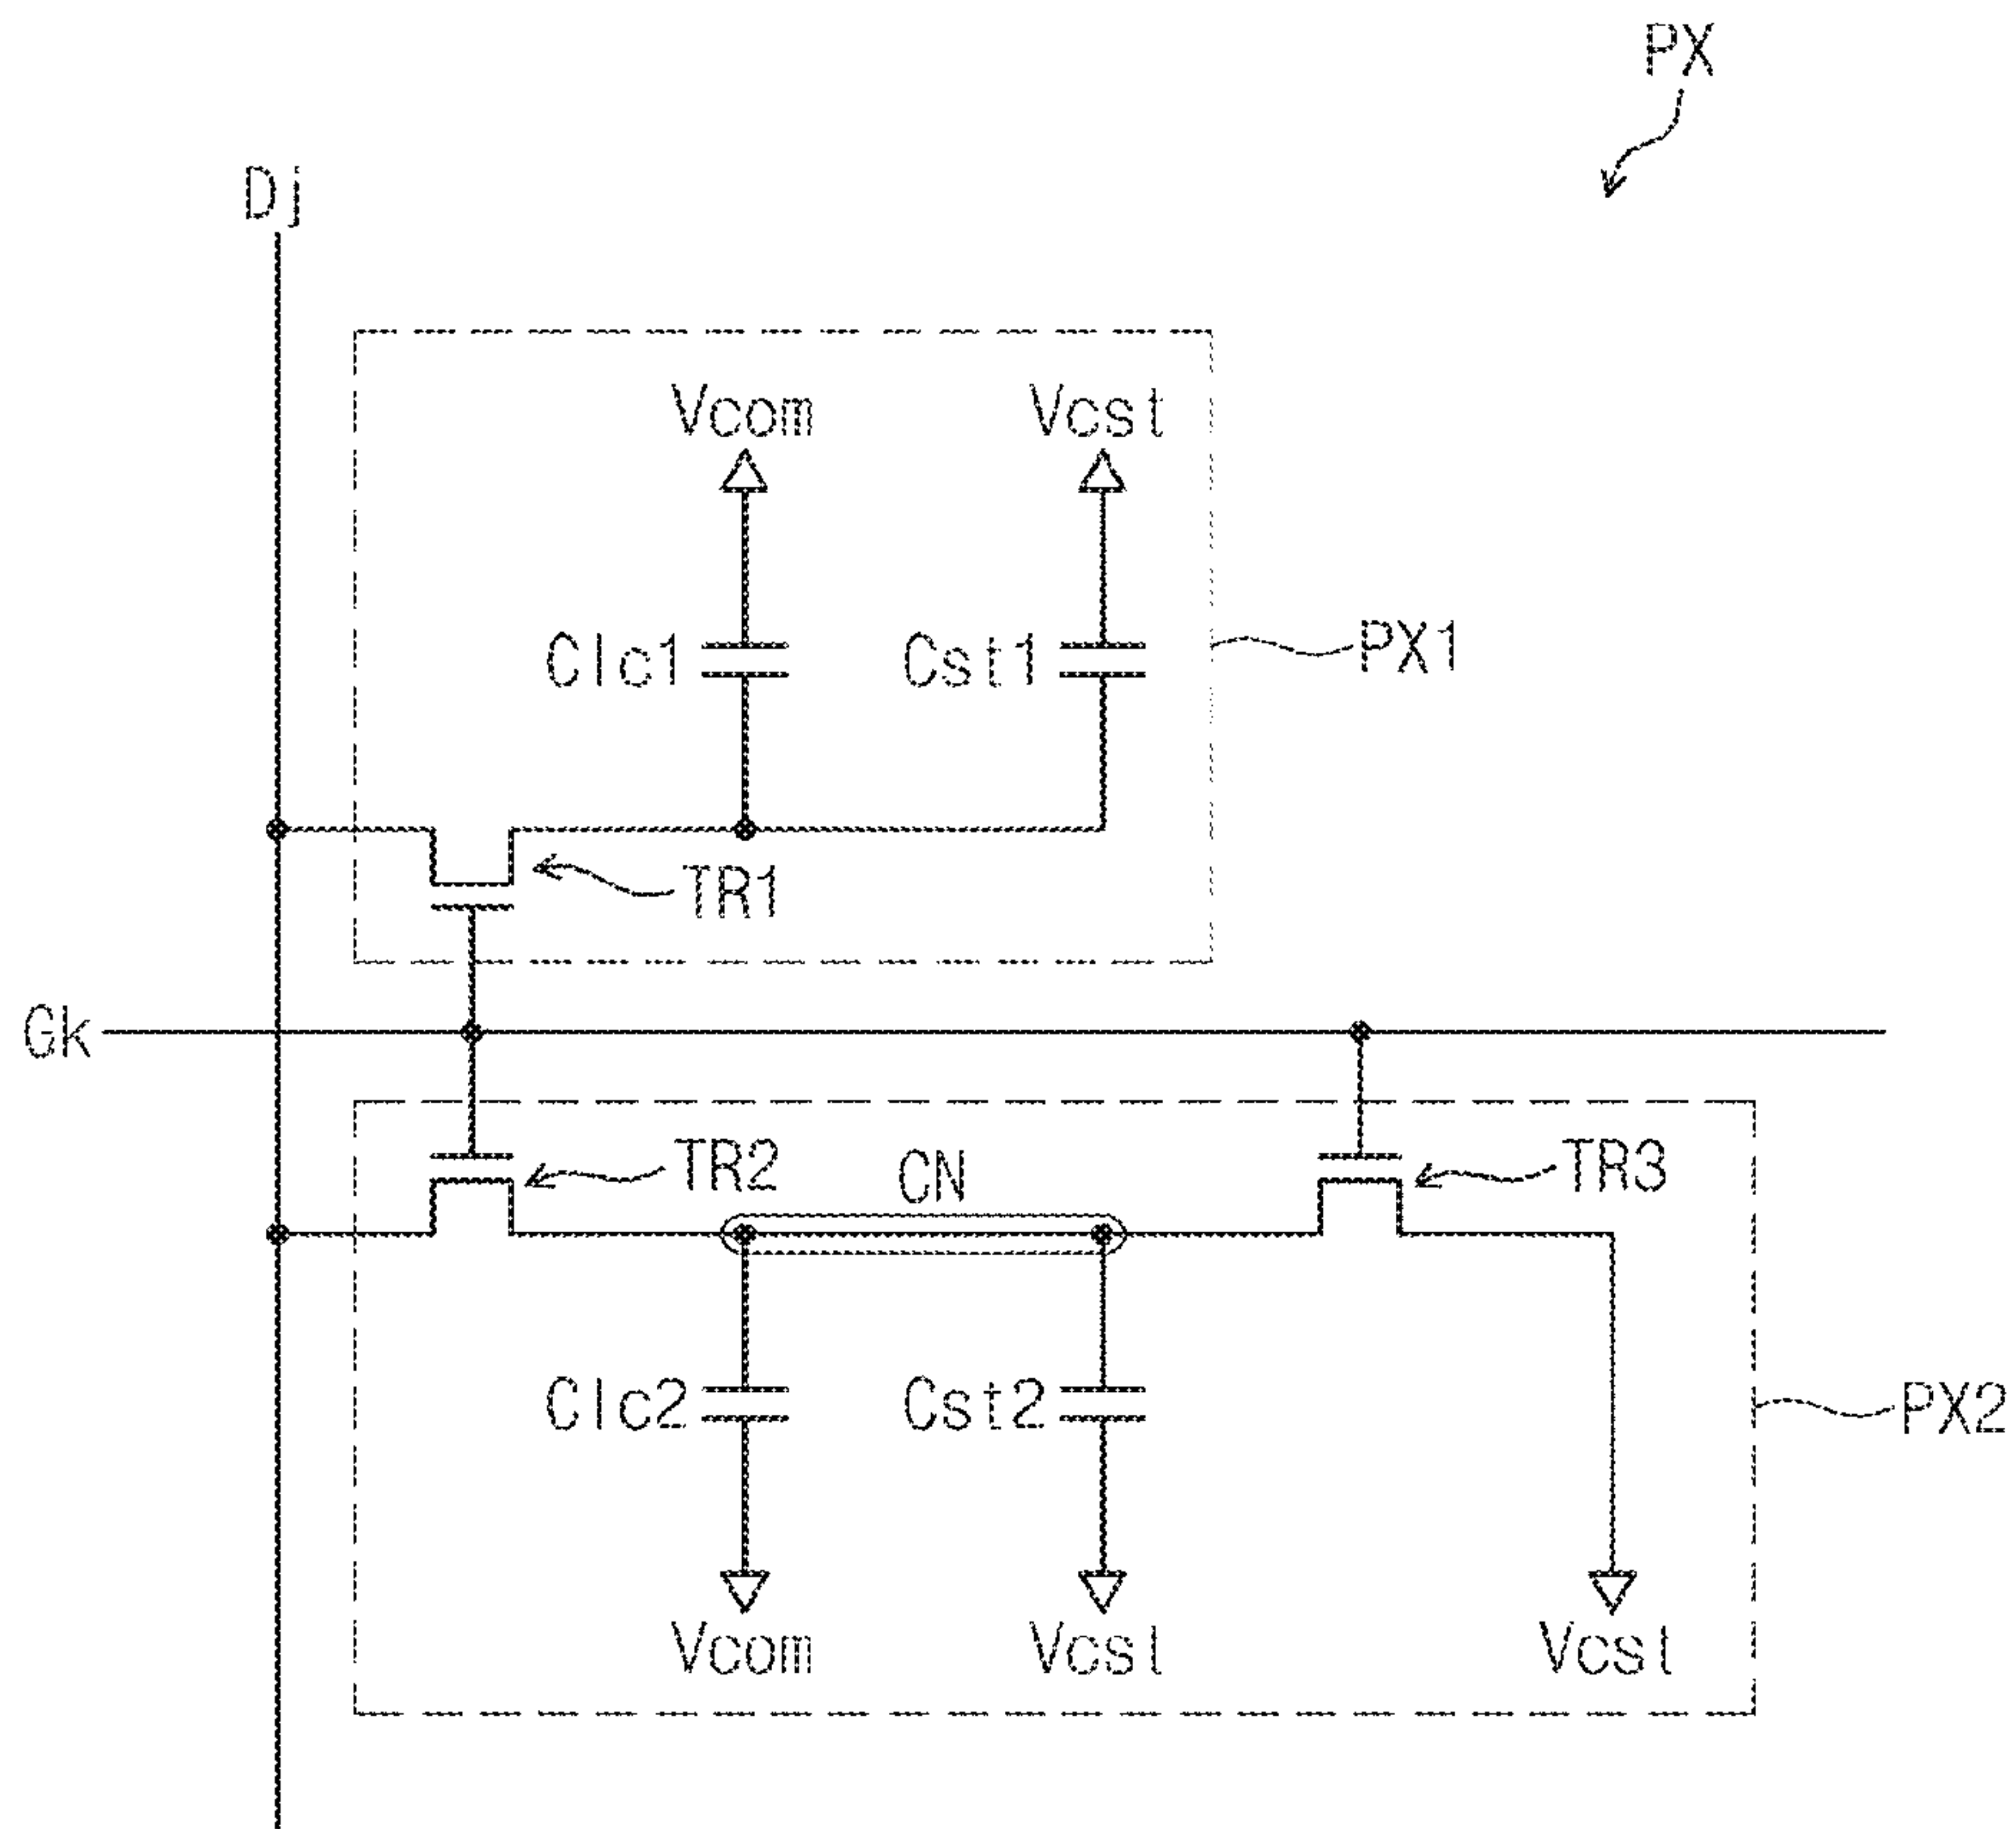 PX
Dj
Vcom
Vcst
Clc1
Cst1
PX1
TR1
Gk
TR2
CN
TR3
Clc2
Cst2
PX2
Vcom
Vcst
Vcst